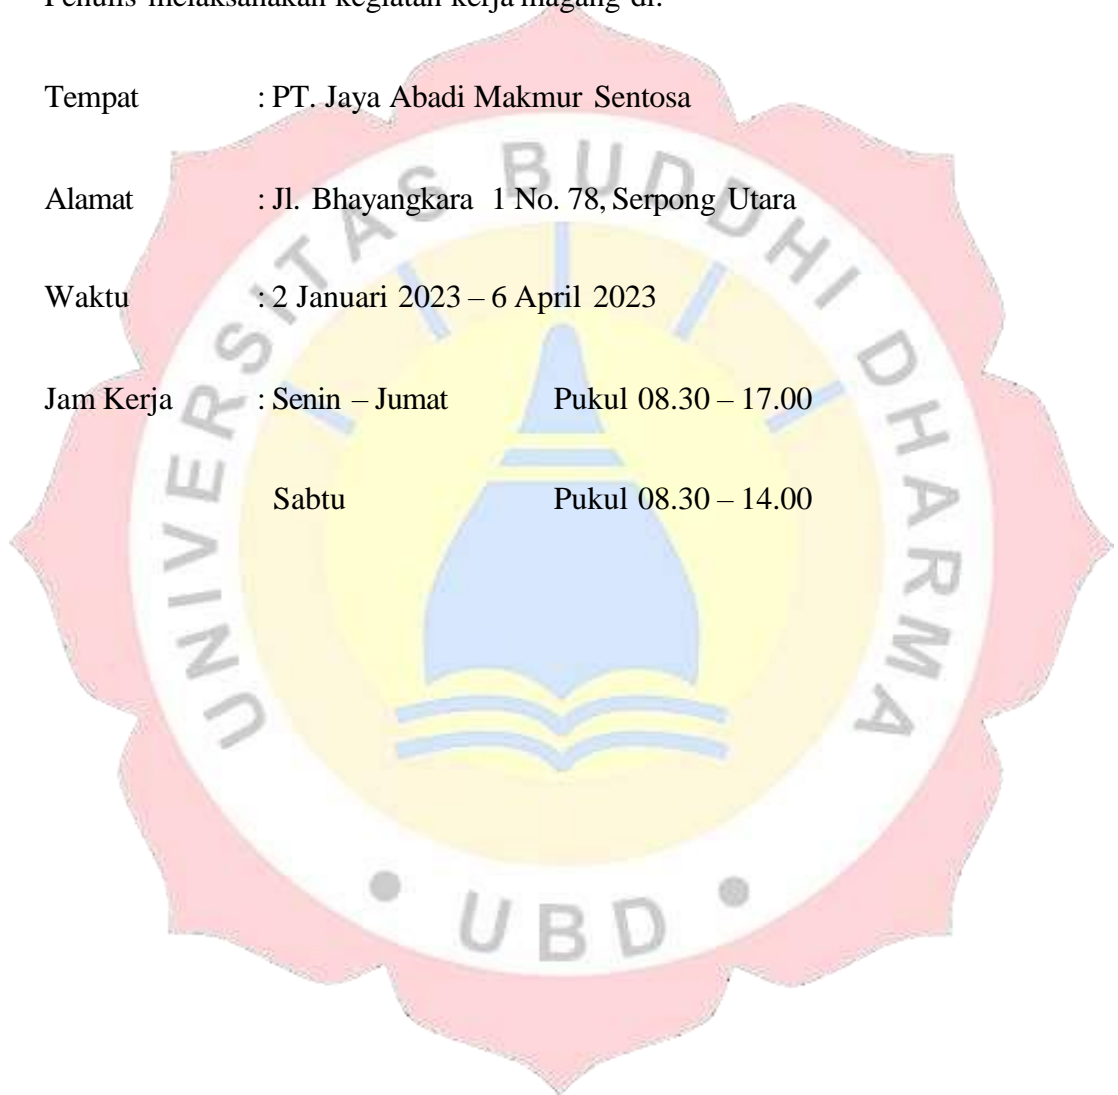 Penulis melaksanakan kegiatan kerja magang di:
Tempat : PT. Jaya Abadi Makmur Sentosa
Alamat : Jl. Bhayangkara 1 No. 78, Serpong Utara
Waktu : 2 Januari 2023 – 6 April 2023
Jam Kerja : Senin – Jumat Pukul 08.30 – 17.00
Sabtu Pukul 08.30 – 14.00
UNIVERSITAS BUDDHI DHARMA
• UBD •